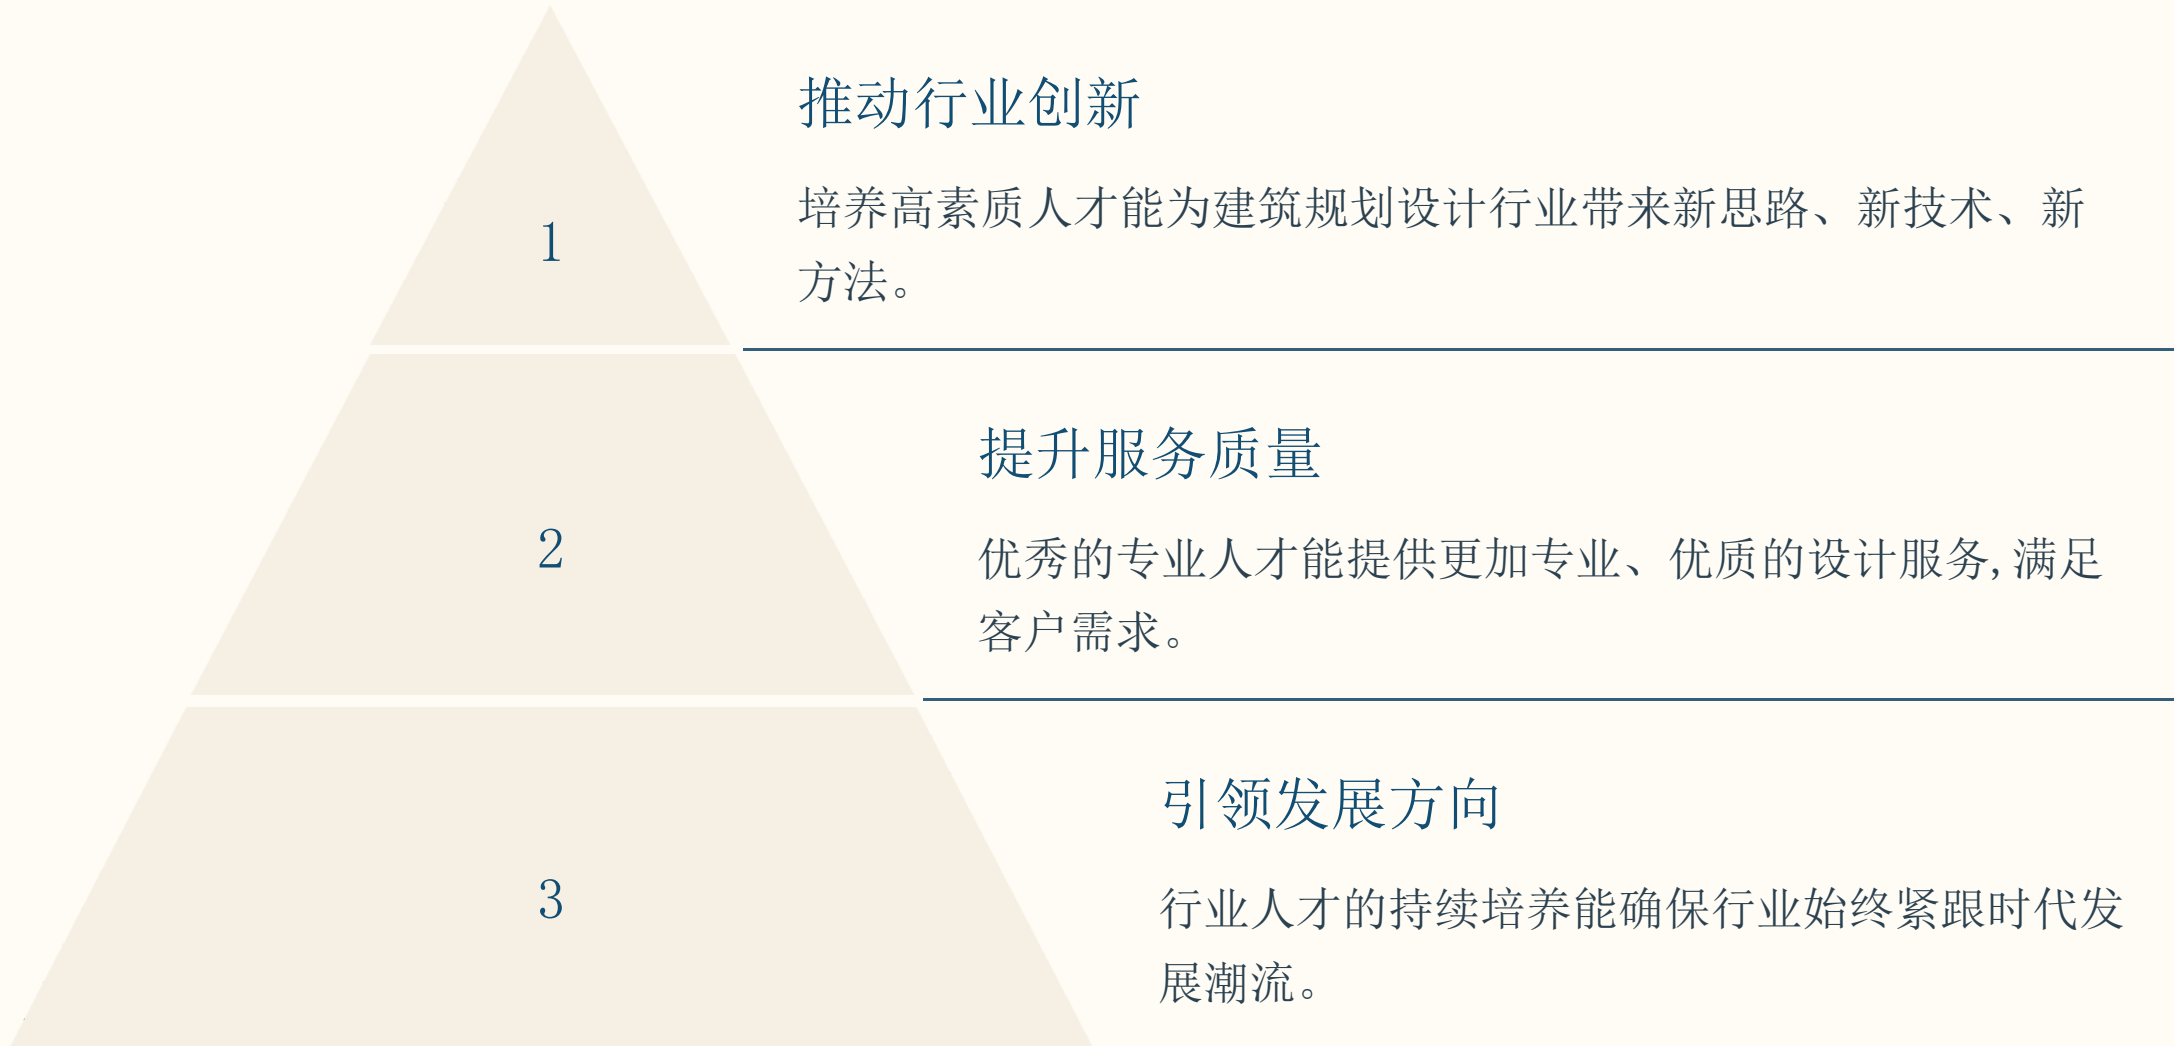 推动行业创新
1
培养高素质人才能为建筑规划设计行业带来新思路、新技术、新
方法。
提升服务质量
2
优秀的专业人才能提供更加专业、优质的设计服务,满足
客户需求。
引领发展方向
3
行业人才的持续培养能确保行业始终紧跟时代发
展潮流。